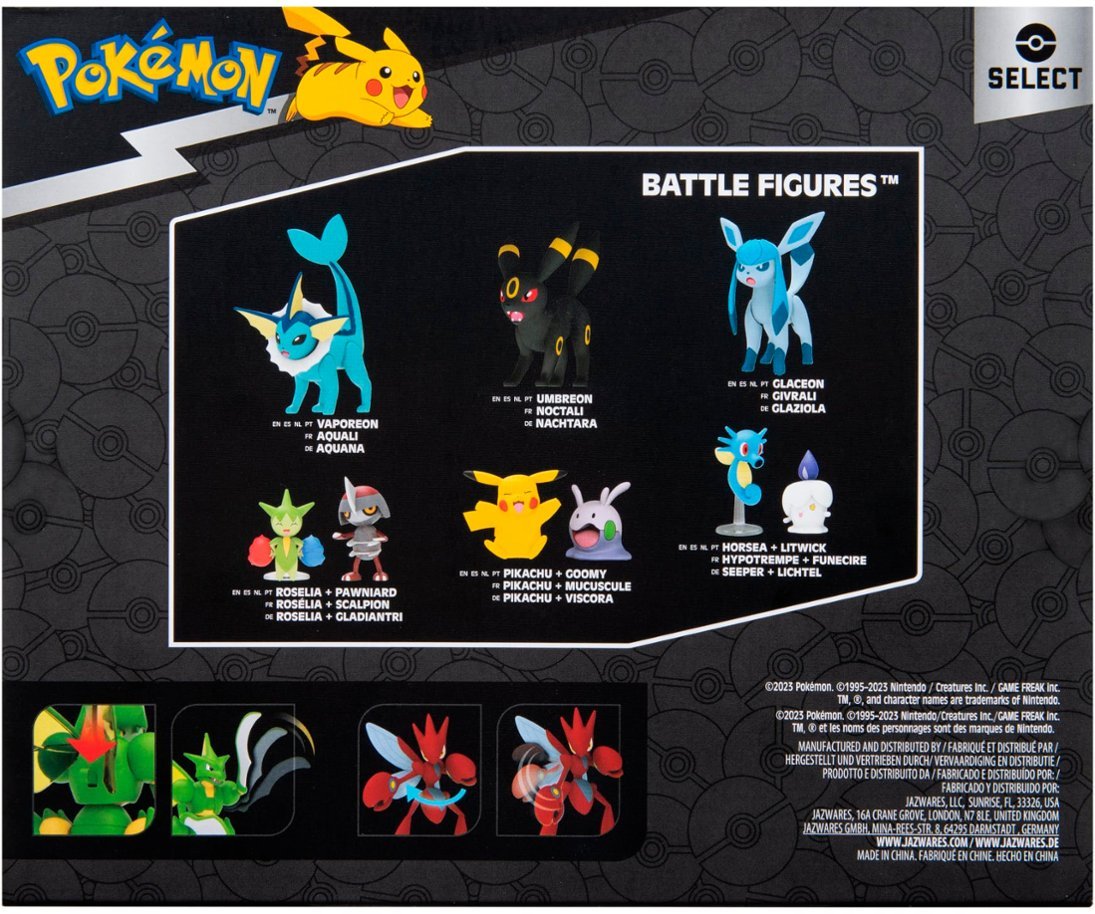 POKÉMON™
SELECT
BATTLE FIGURES™
EN ES NL PT VAPOREON
FR AQUALI
DE AQUANA
EN ES NL PT UMBREON
FR NOCTALI
DE NACHTARA
EN ES NL PT GLACEON
FR GIVRALI
DE GLAZIOLA
EN ES NL PT ROSELIA + PAWNIARD
FR ROSÉLIA + SCALPION
DE ROSELIA + GLADIANTRI
EN ES NL PT PIKACHU + GOOMY
FR PIKACHU + MUCUSCULE
DE PIKACHU + VISCORA
EN ES NL PT HORSEA + LITWICK
FR HYPOTREMPE + FUNECIRE
DE SEEPER + LICHTEL
©2023 Pokémon. ©1995-2023 Nintendo / Creatures Inc. / GAME FREAK inc.
TM, ®, and character names are trademarks of Nintendo.
©2023 Pokémon. ©1995-2023 Nintendo/Creatures Inc./GAME FREAK inc.
TM, ® et les noms des personnages sont des marques de Nintendo.
MANUFACTURED AND DISTRIBUTED BY / FABRIQUÉ ET DISTRIBUÉ PAR /
HERGESTELLT UND VERTRIEBEN DURCH/ VERVAARDING EN DISTRIBUTIE /
PRODOTTO E DISTRIBUITO DA / FABRICADO E DISTRIBUÍDO POR: /
FABRICADO Y DISTRIBUIDO POR:
JAZWARES, LLC, SUNRISE, FL, 33326, USA
JAZWARES, 16A CRANE GROVE, LONDON, N7 8LE, UNITED KINGDOM
JAZWARES GMBH, MINA-REES-STR. 8, 64295 DARMSTADT, GERMANY
WWW.JAZWARES.COM / WWW.JAZWARES.DE
MADE IN CHINA. FABRIQUÉ EN CHINE. HECHO EN CHINA